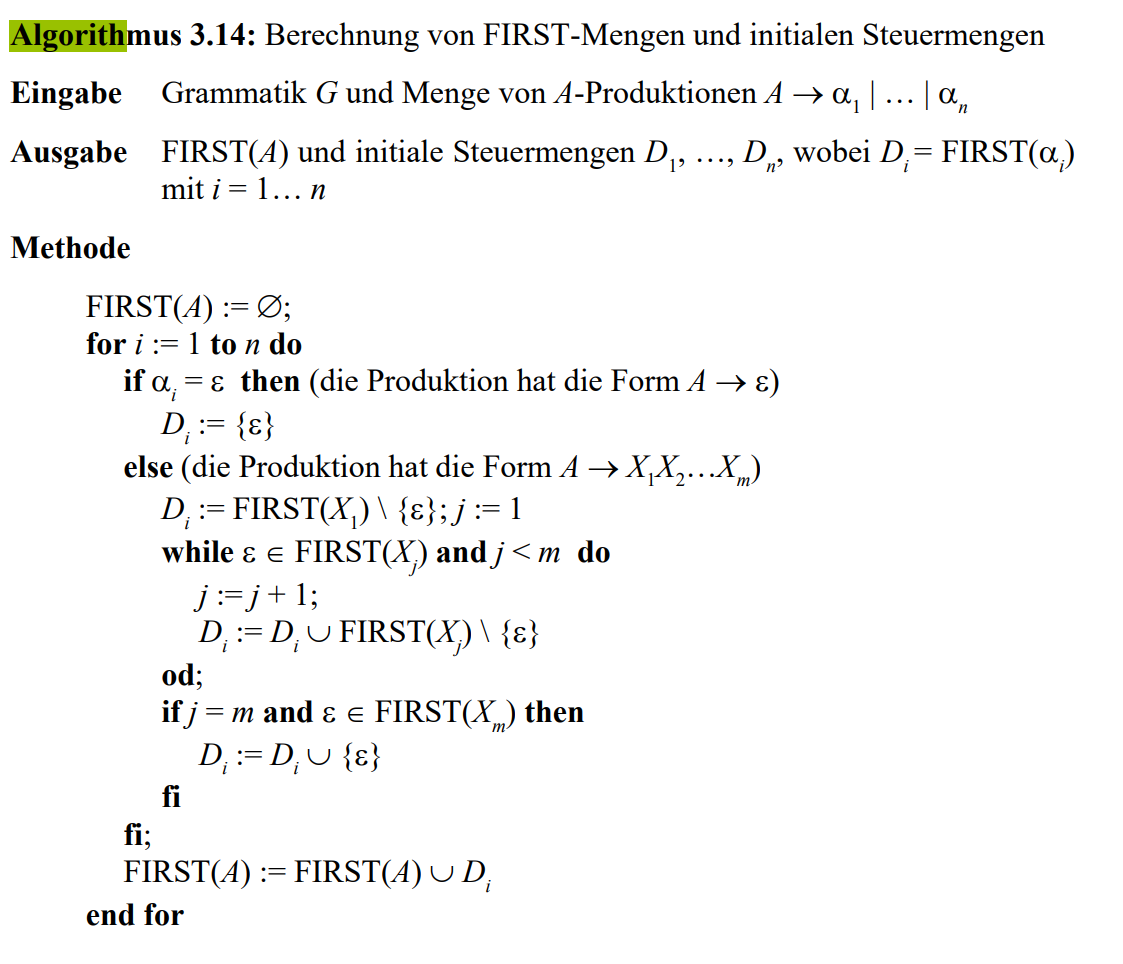 Algorithmus 3.14: Berechnung von FIRST-Mengen und initialen Steuermengen
Eingabe Grammatik G und Menge von A-Produktionen A → α₁ | … | αₙ
Ausgabe FIRST(A) und initiale Steuermengen D₁, …, Dₙ, wobei Dᵢ = FIRST(αᵢ)
mit i = 1… n
Methode
FIRST(A) := ∅;
for i := 1 to n do
if αᵢ = ε then (die Produktion hat die Form A → ε)
Dᵢ := {ε}
else (die Produktion hat die Form A → X₁X₂…Xₘ)
Dᵢ := FIRST(X₁) \ {ε}; j := 1
while ε ∈ FIRST(Xⱼ) and j < m do
j := j + 1;
Dᵢ := Dᵢ ∪ FIRST(Xⱼ) \ {ε}
od;
if j = m and ε ∈ FIRST(Xₘ) then
Dᵢ := Dᵢ ∪ {ε}
fi
fi;
FIRST(A) := FIRST(A) ∪ Dᵢ
end for